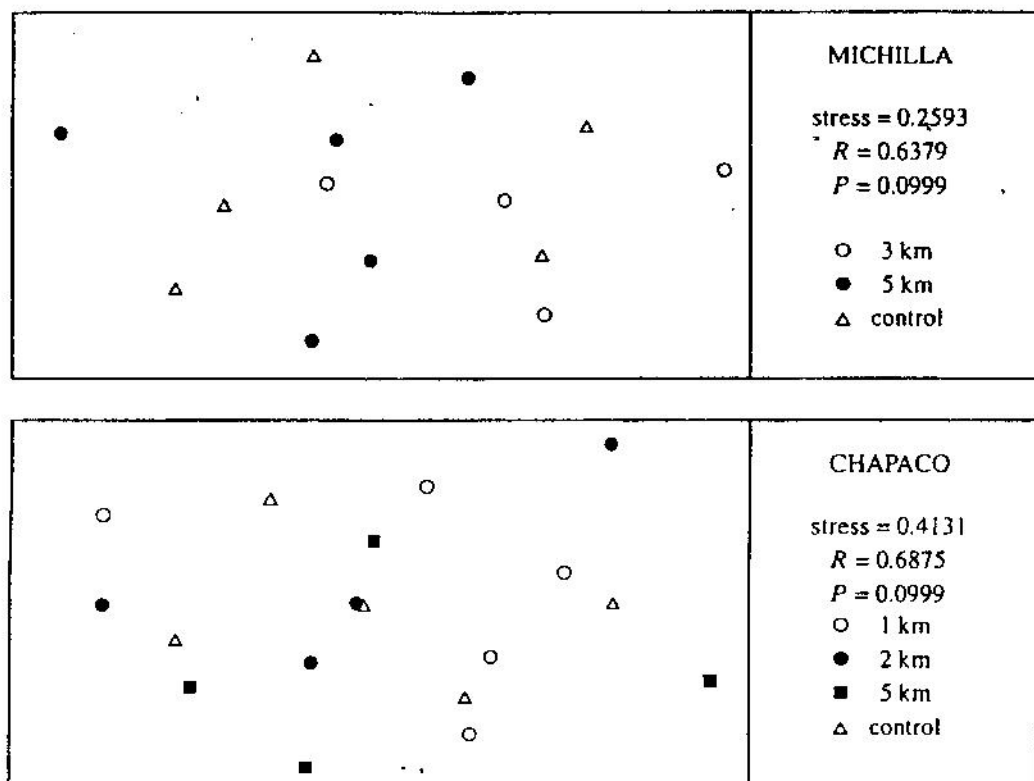 MICHILLA
stress = 0.2593
R = 0.6379
P = 0.0999
3 km
5 km
control
CHAPACO
stress = 0.4131
R = 0.6875
P = 0.0999
1 km
2 km
5 km
control